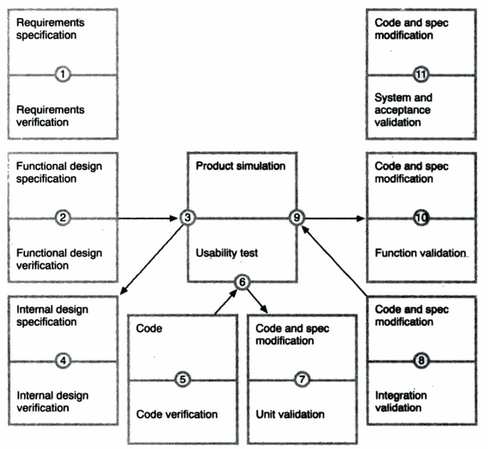 Requirements
specification
1
Requirements
verification
Code and spec
modification
11
System and
acceptance
validation
Functional design
specification
2
Functional design
verification
Product simulation
3
9
Usability test
6
Code and spec
modification
10
Function validation
Internal design
specification
4
Internal design
verification
Code
5
Code verification
Code and spec
modification
7
Unit validation
Code and spec
modification
8
Integration
validation